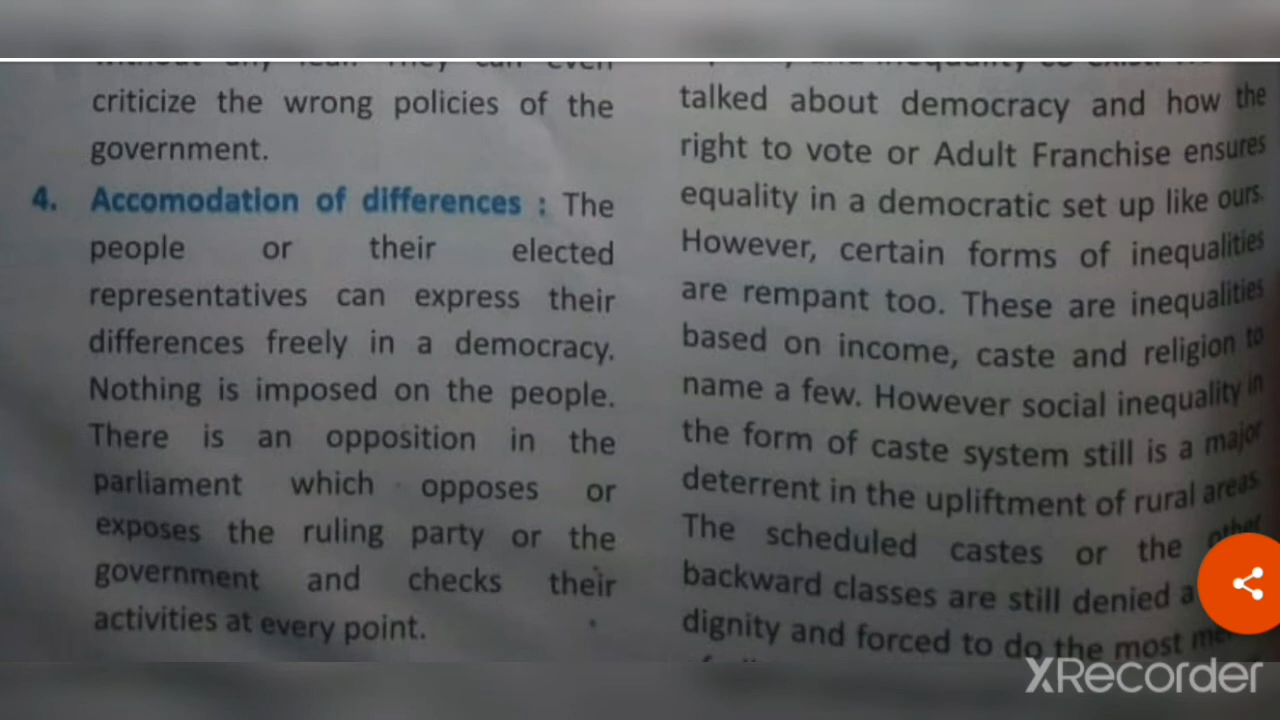 criticize the wrong policies of the
government.
4. Accomodation of differences : The
people or their elected
representatives can express their
differences freely in a democracy.
Nothing is imposed on the people.
There is an opposition in the
parliament which opposes or
exposes the ruling party or the
government and checks their
activities at every point.
talked about democracy and how the
right to vote or Adult Franchise ensures
equality in a democratic set up like ours.
However, certain forms of inequalities
are rempant too. These are inequalities
based on income, caste and religion to
name a few. However social inequality in
the form of caste system still is a major
deterrent in the upliftment of rural areas.
The scheduled castes or the other
backward classes are still denied a
dignity and forced to do the most
XRecorder